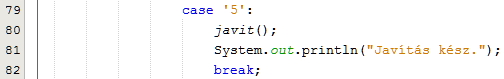 79 case '5':
80 javit();
81 System.out.println("Javítás kész.");
82 break;